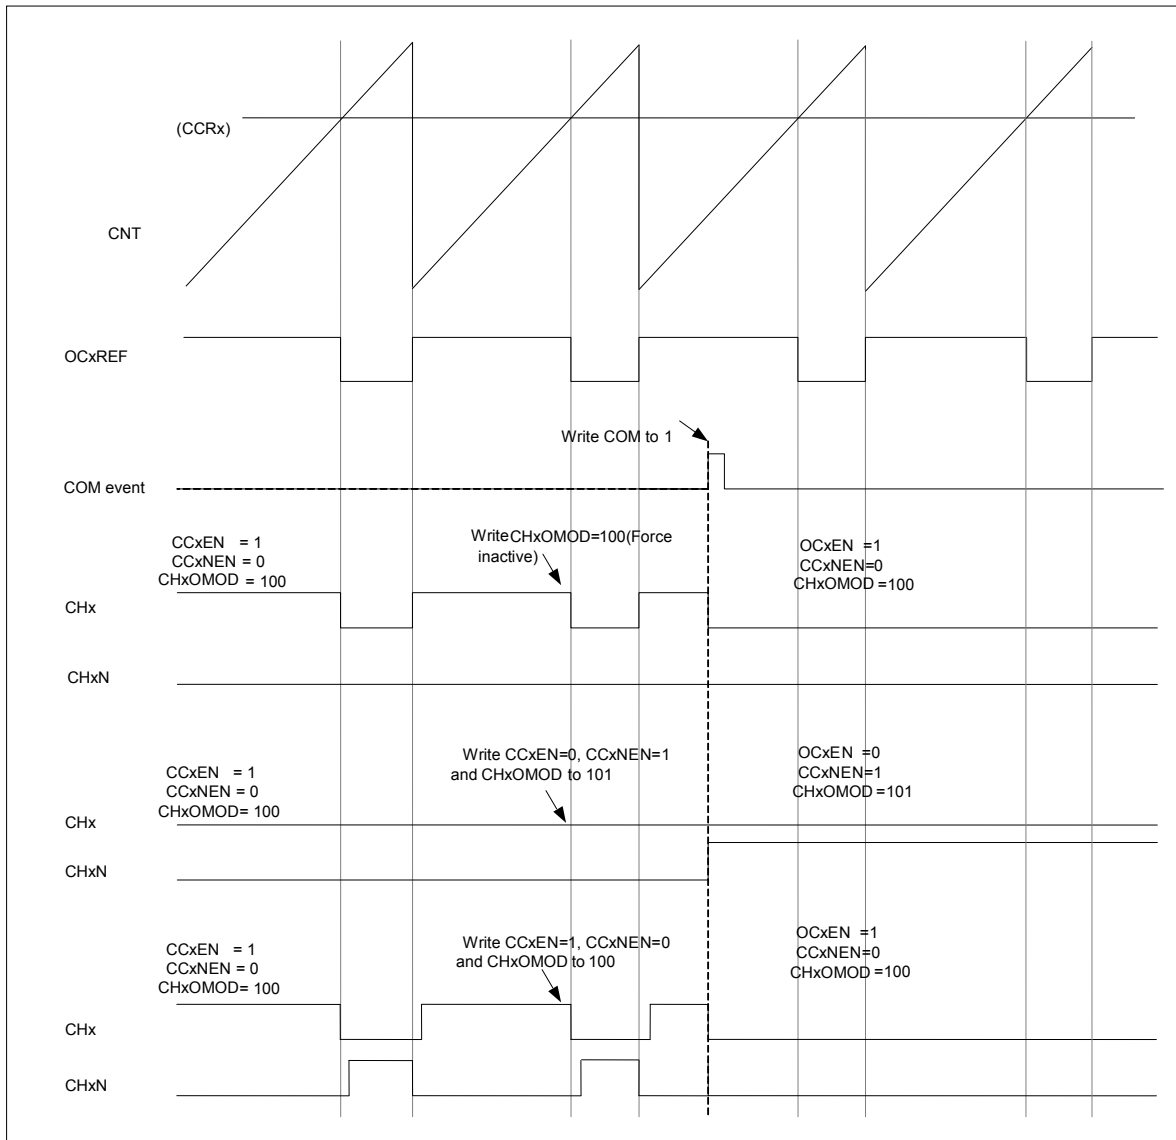 (CCRx)
CNT
OCxREF
Write COM to 1
COM event
CCxEN = 1
CCxNEN = 0
CHxOMOD = 100
WriteCHxOMOD=100(Force
inactive)
OCxEN =1
CCxNEN=0
CHxOMOD =100
CHx
CHxN
CCxEN = 1
CCxNEN = 0
CHxOMOD= 100
Write CCxEN=0, CCxNEN=1
and CHxOMOD to 101
OCxEN =0
CCxNEN=1
CHxOMOD =101
CHx
CHxN
CCxEN = 1
CCxNEN = 0
CHxOMOD= 100
Write CCxEN=1, CCxNEN=0
and CHxOMOD to 100
OCxEN =1
CCxNEN=0
CHxOMOD =100
CHx
CHxN